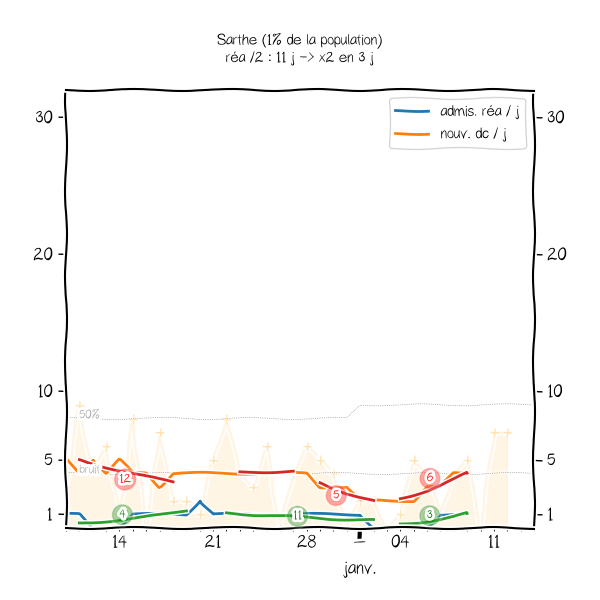 Sarthe (1% de la population)
réa /2 : 11 j -> x2 en 3 j
admis. réa / j
nouv. dc / j
30 30
20 20
10 10
50%
5 5
bruit
12
6
5
4
11
3
1 1
14 21 28 – 04 11
janv.